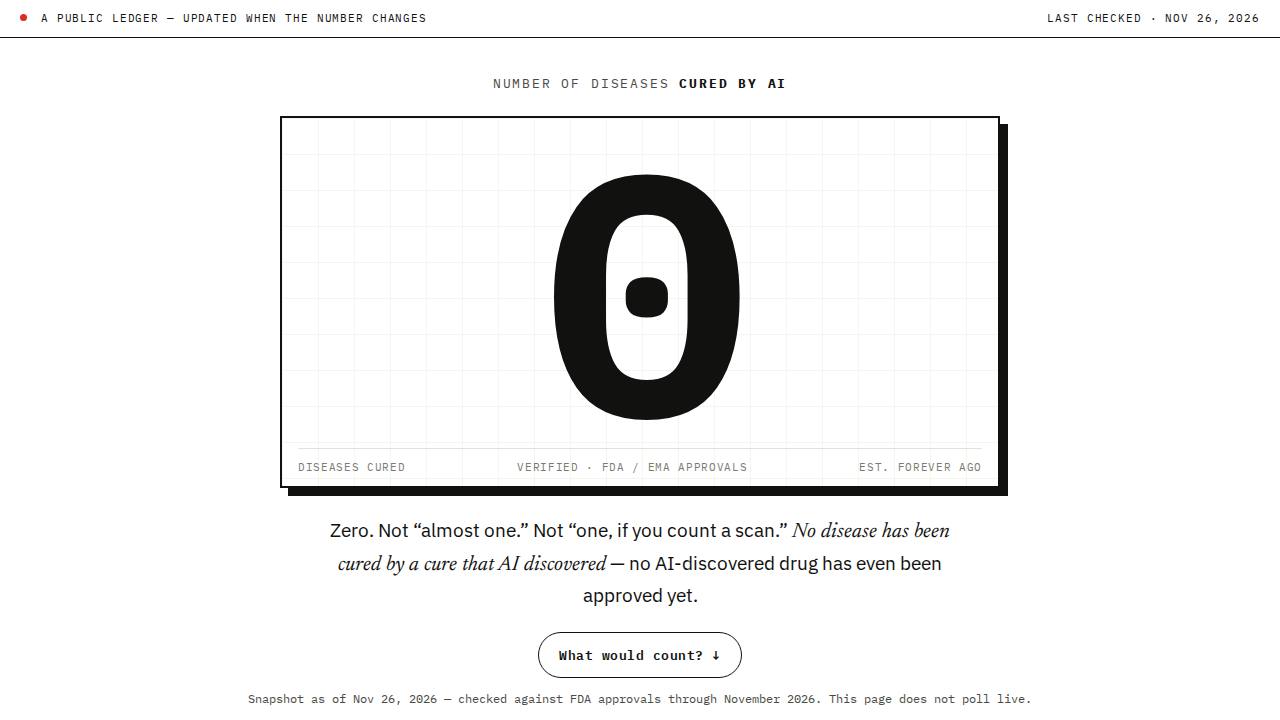 A PUBLIC LEDGER — UPDATED WHEN THE NUMBER CHANGES
LAST CHECKED · NOV 26, 2026
NUMBER OF DISEASES CURED BY AI
0
DISEASES CURED
VERIFIED · FDA / EMA APPROVALS
EST. FOREVER AGO
Zero. Not “almost one.” Not “one, if you count a scan.” No disease has been
cured by a cure that AI discovered — no AI-discovered drug has even been
approved yet.
What would count? ↓
Snapshot as of Nov 26, 2026 — checked against FDA approvals through November 2026. This page does not poll live.